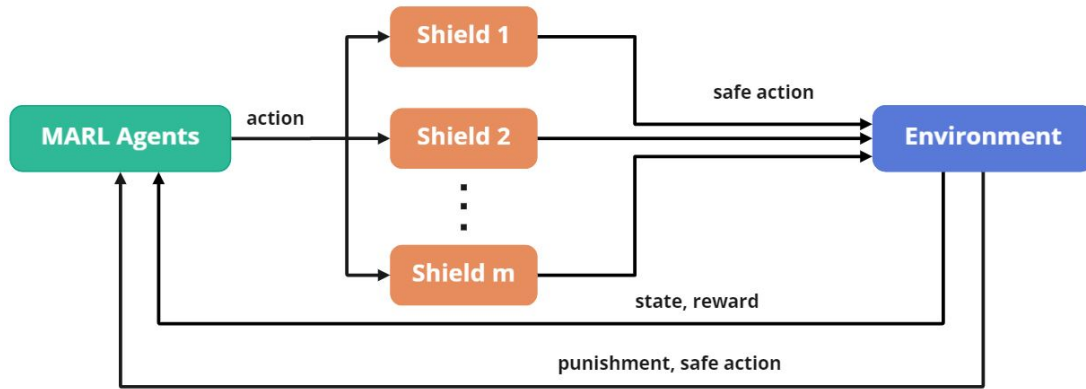 Shield 1
safe action
action
MARL Agents
Shield 2
Environment
Shield m
state, reward
punishment, safe action